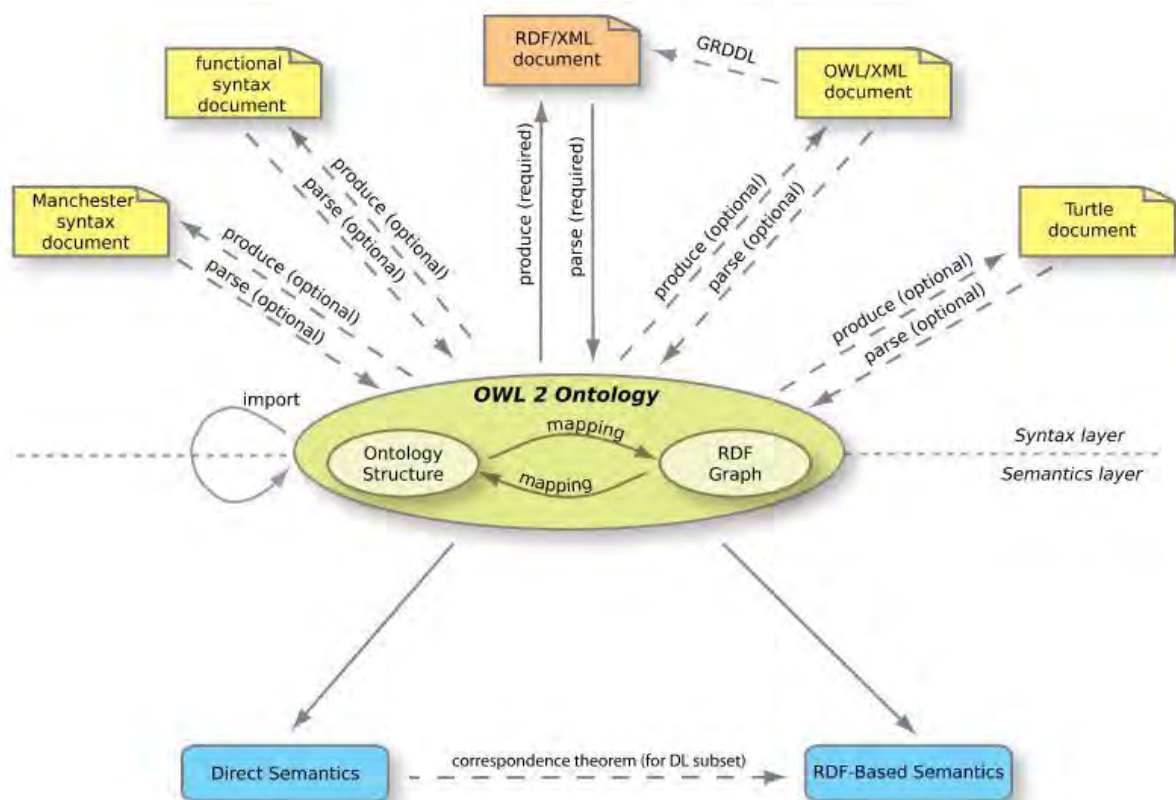 RDF/XML
document
GRDDL
functional
syntax
document
OWL/XML
document
Manchester
syntax
document
Turtle
document
produce (optional)
parse (optional)
produce (optional)
parse (optional)
produce (required)
parse (required)
produce (optional)
parse (optional)
produce (optional)
parse (optional)
import
OWL 2 Ontology
mapping
Ontology
Structure
RDF
Graph
mapping
Syntax layer
Semantics layer
Direct Semantics
correspondence theorem (for DL subset)
RDF-Based Semantics